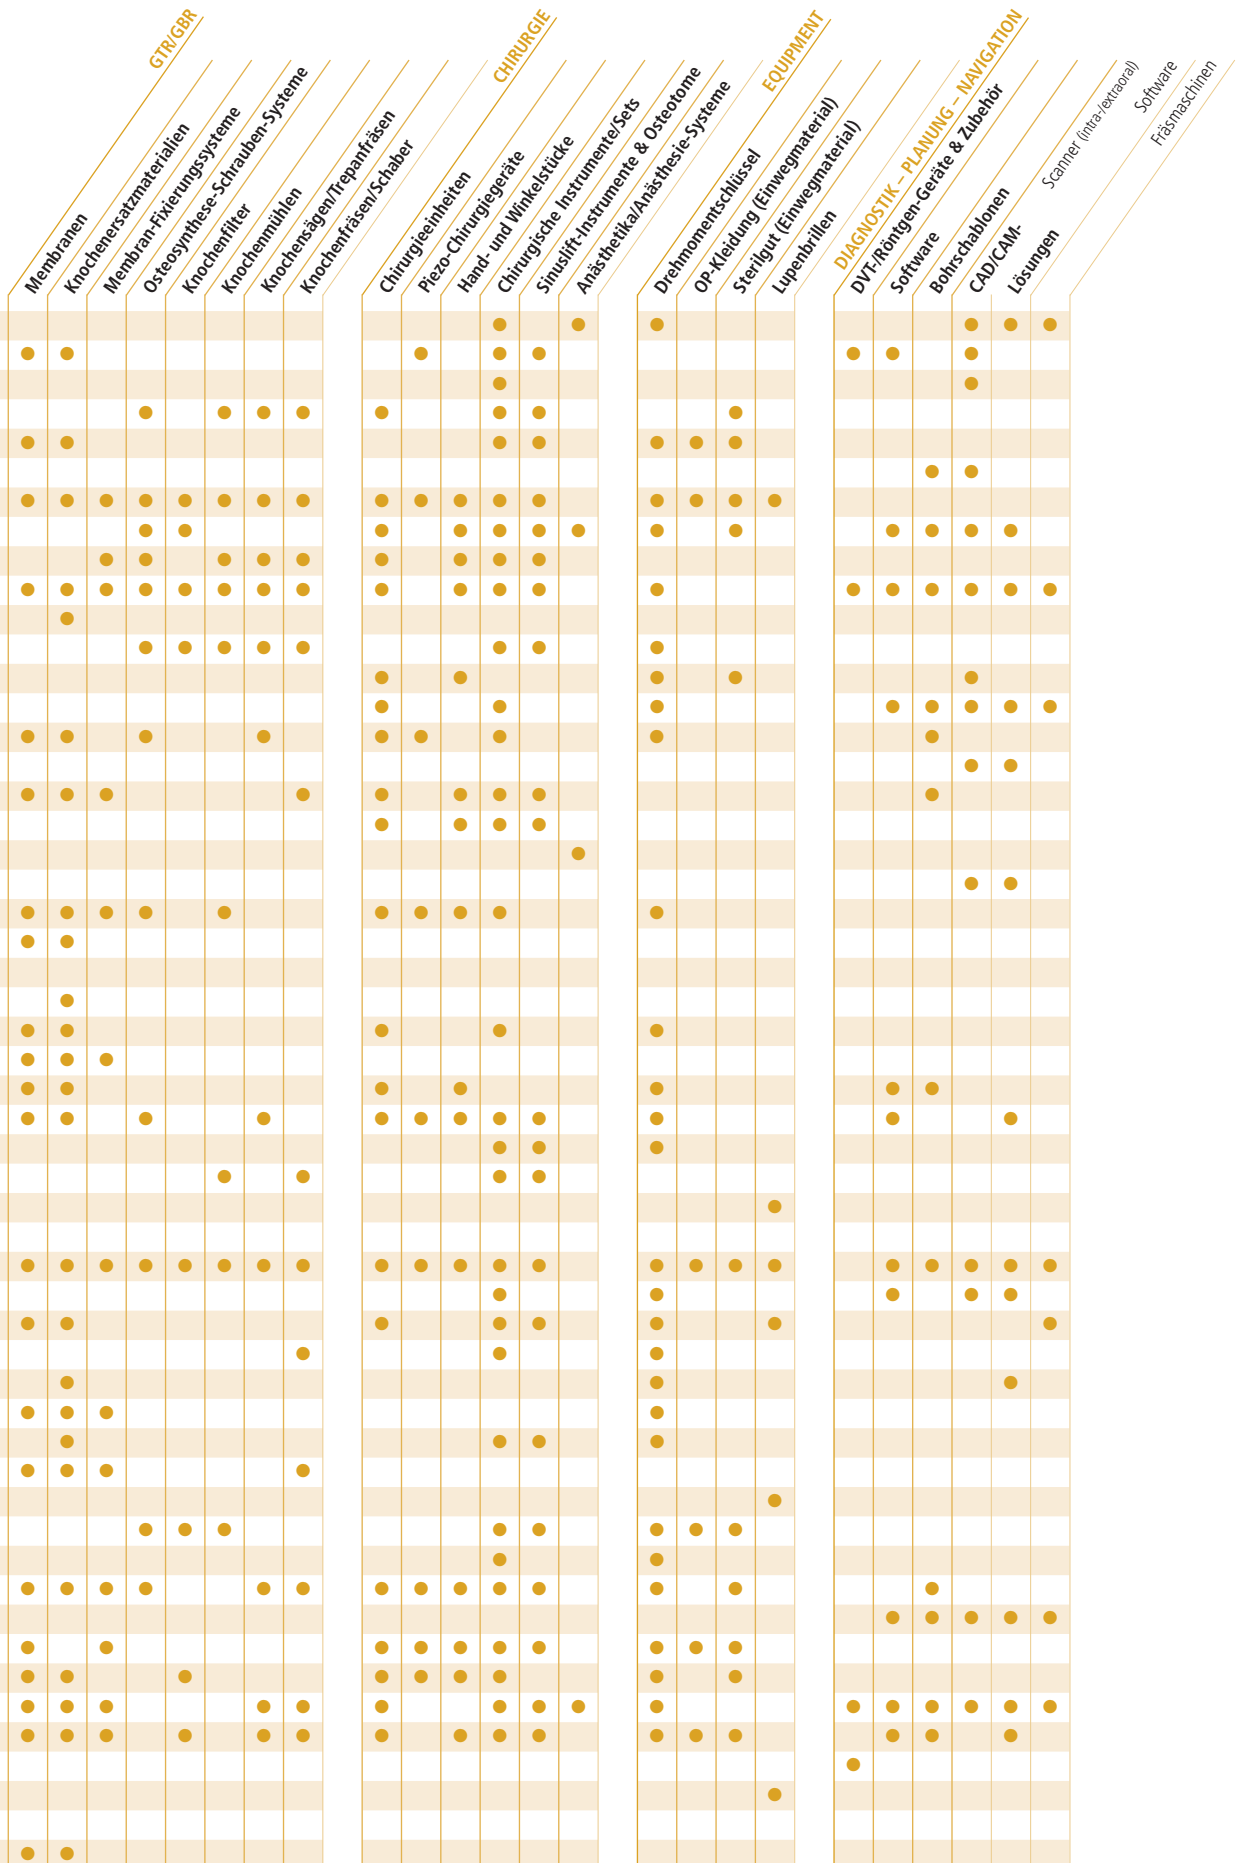 GTR/GBR
Membranen
Knochenersatzmaterialien
Membran-Fixierungssysteme
Osteosynthese-Schrauben-Systeme
Knochenfilter
Knochenmühlen
Knochensägen/Trepanfräsen
Knochenfräsen/Schaber
CHIRURGIE
Chirurgieeinheiten
Piezo-Chirurgiegeräte
Hand- und Winkelstücke
Chirurgische Instrumente/Sets
Sinuslift-Instrumente & Osteotome
Anästhetika/Anästhesie-Systeme
EQUIPMENT
Drehmomentschlüssel
OP-Kleidung (Einwegmaterial)
Sterilgut (Einwegmaterial)
Lupenbrillen
DIAGNOSTIK – PLANUNG – NAVIGATION
DVT-/Röntgen-Geräte & Zubehör
Software
Bohrschablonen
CAD/CAM-
Lösungen
Scanner (intra-/extraoral)
Software
Fräsmaschinen